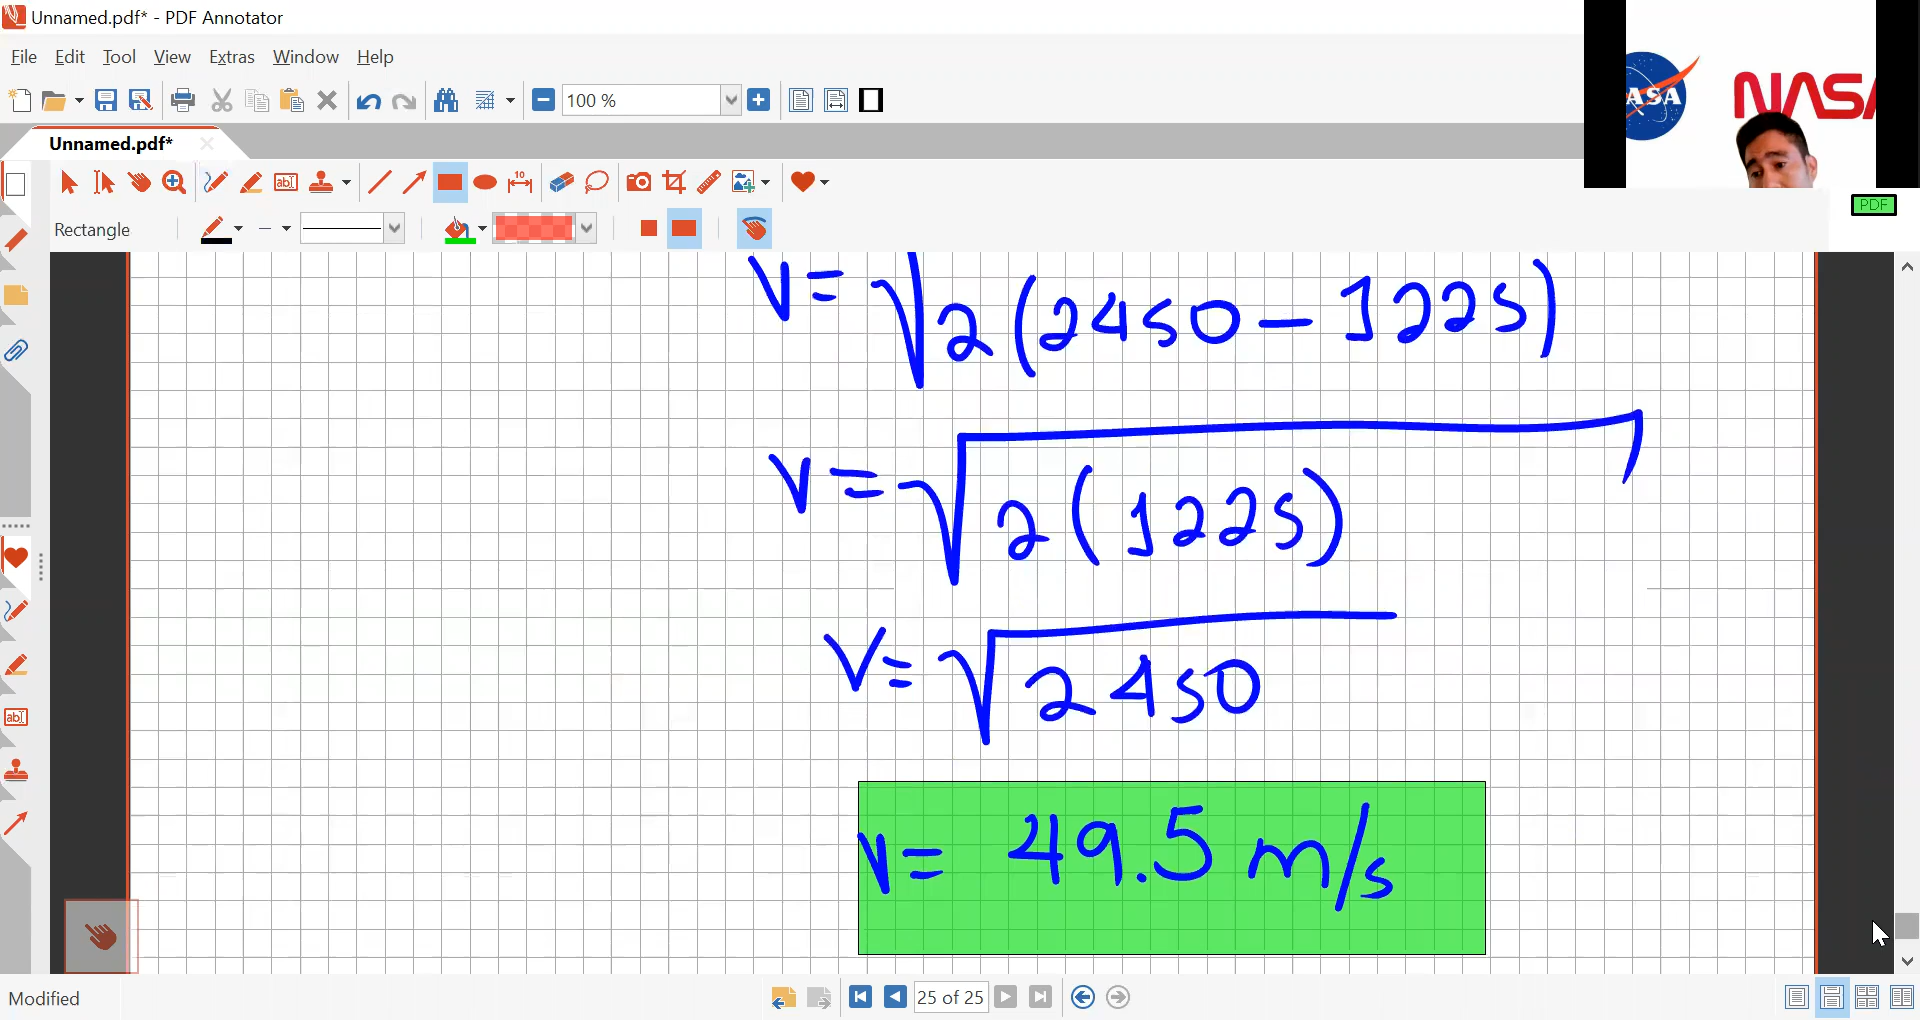 Unnamed.pdf* - PDF Annotator
File Edit Tool View Extras Window Help
100 %
NASA
Unnamed.pdf*
10
PDF
Rectangle
V = √2(2450 - 1225)
V = √2(1225)
V = √2450
V = 49.5 m/s
Modified
25 of 25